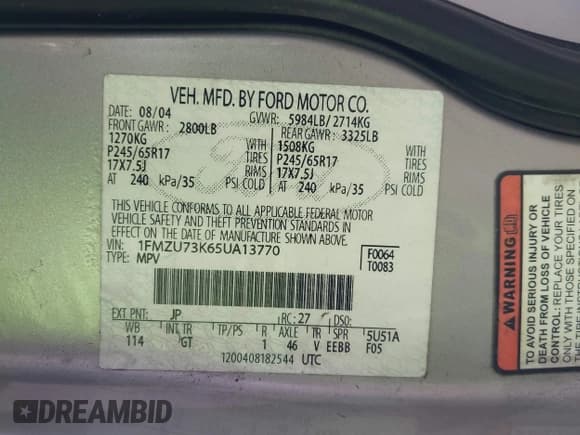 VEH. MFD. BY FORD MOTOR CO.
DATE: 08/04 GVWR: 5984LB/2714KG
FRONT GAWR: 2800LB REAR GAWR: 3325LB
1270KG WITH 1508KG WITH
P245/65R17 TIRES P245/65R17 TIRES
17X7.5J RIMS 17X7.5J RIMS
AT 240 kPa/35 PSI COLD AT 240 kPa/35 PSI COLD
THIS VEHICLE CONFORMS TO ALL APPLICABLE FEDERAL MOTOR
VEHICLE SAFETY AND THEFT PREVENTION STANDARDS IN
EFFECT ON THE DATE OF MANUFACTURE SHOWN ABOVE.
VIN: 1FMZU73K65UA13770 F0064
TYPE: MPV T0083
EXT PNT: JP RC: 27 DSO:
WB INT TR TP/PS R AXLE TR SPR 5U51A
114 GT 1 46 V EEBB F05
1200408182544 UTC
WARNING
TO AVOID SERIOUS INJURY OR
DEATH FROM LOSS OF VEHICLE
CONTROL: REPLACE
ONLY WITH THOSE SPECIFIED ON
DREAMBID